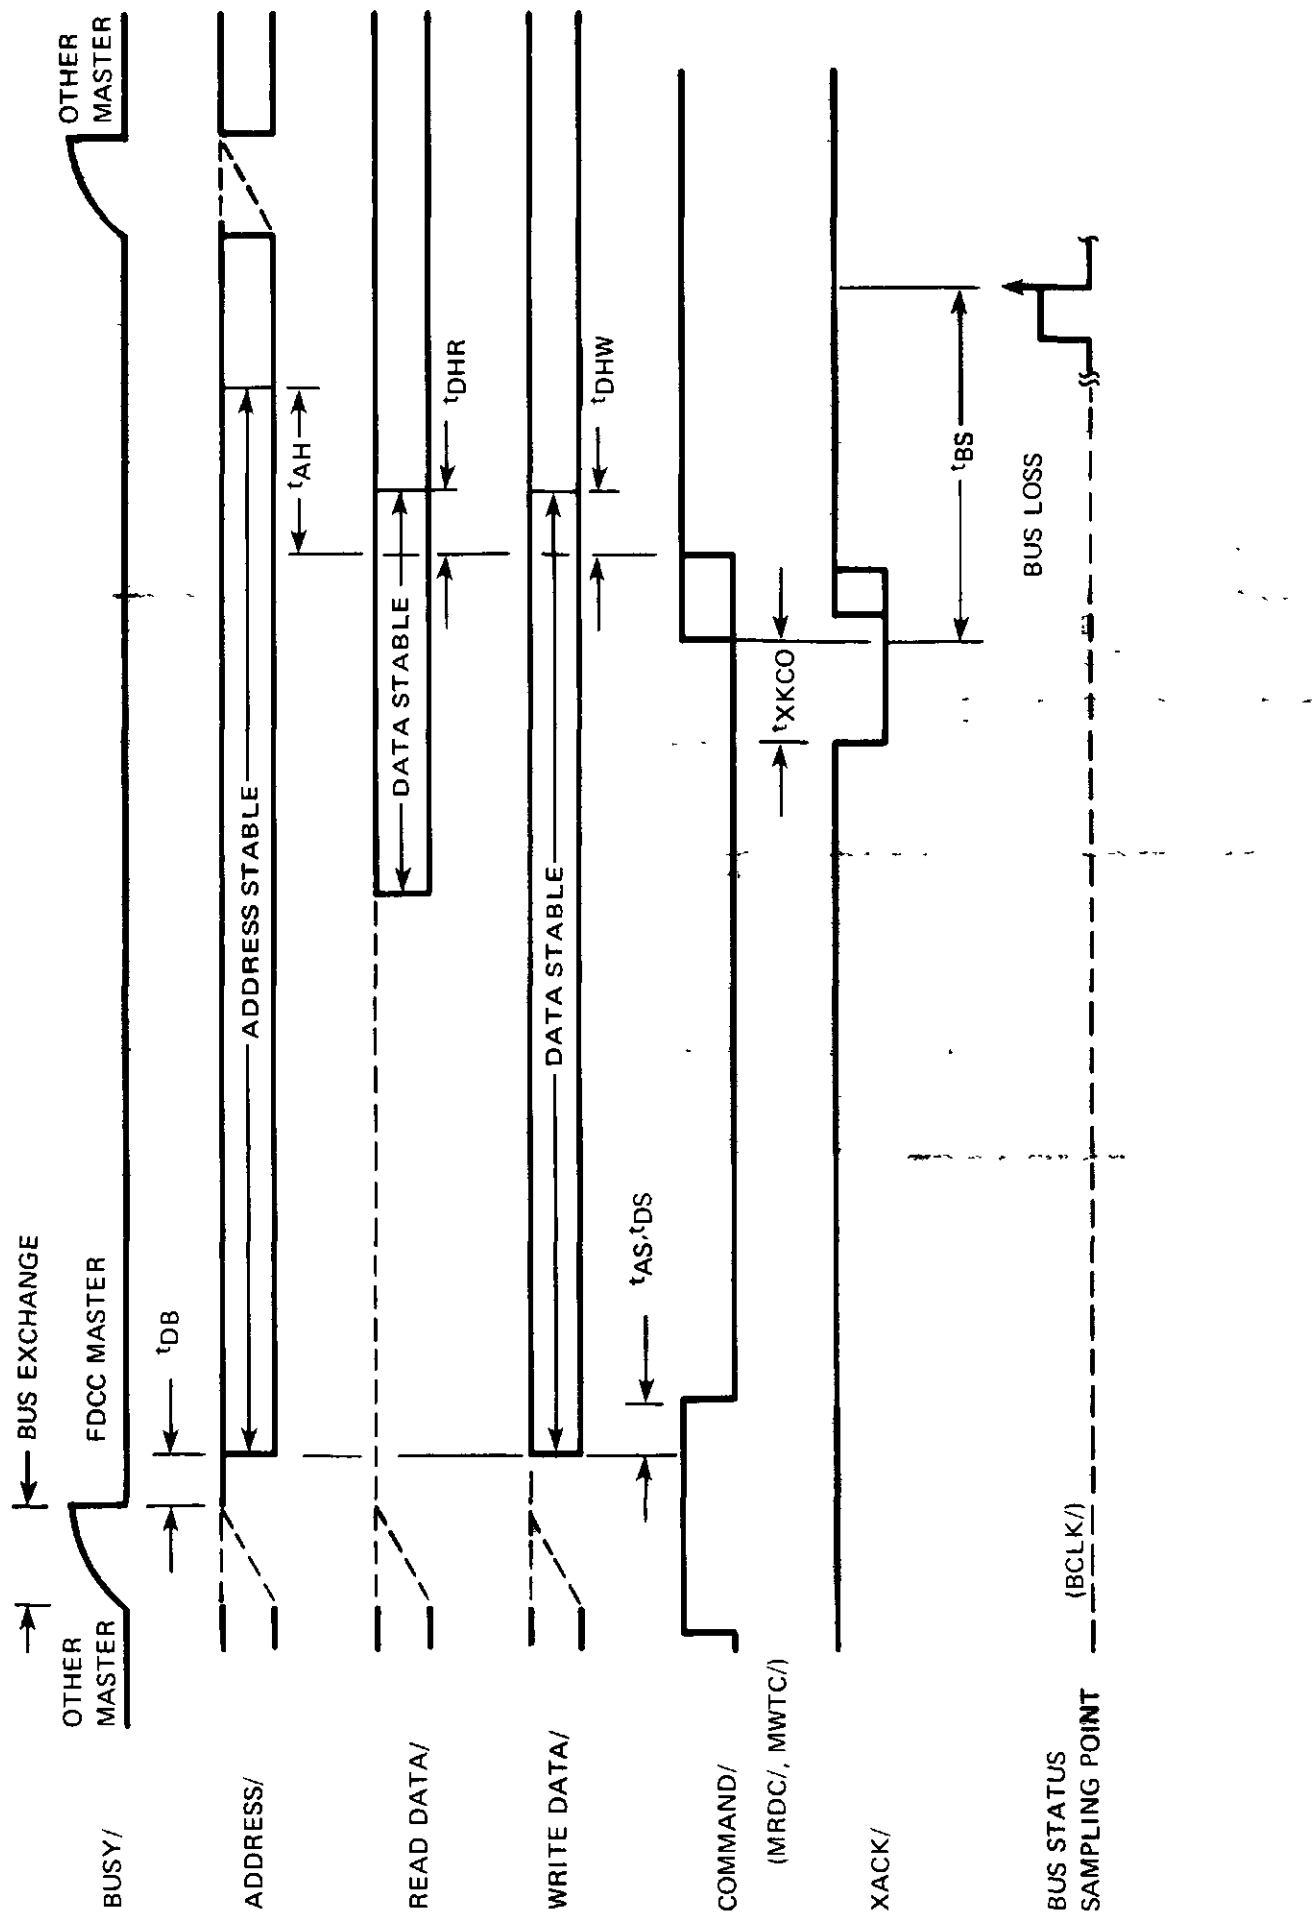 BUS EXCHANGE
OTHER
MASTER
FDCC MASTER
OTHER
MASTER
BUSY/
tDB
ADDRESS/
ADDRESS STABLE
tAH
READ DATA/
DATA STABLE
tDHR
WRITE DATA/
DATA STABLE
tDHW
tAS, tDS
COMMAND/
(MRDC/, MWTC/)
tXKCO
XACK/
tBS
BUS LOSS
BUS STATUS
SAMPLING POINT
(BCLK/)